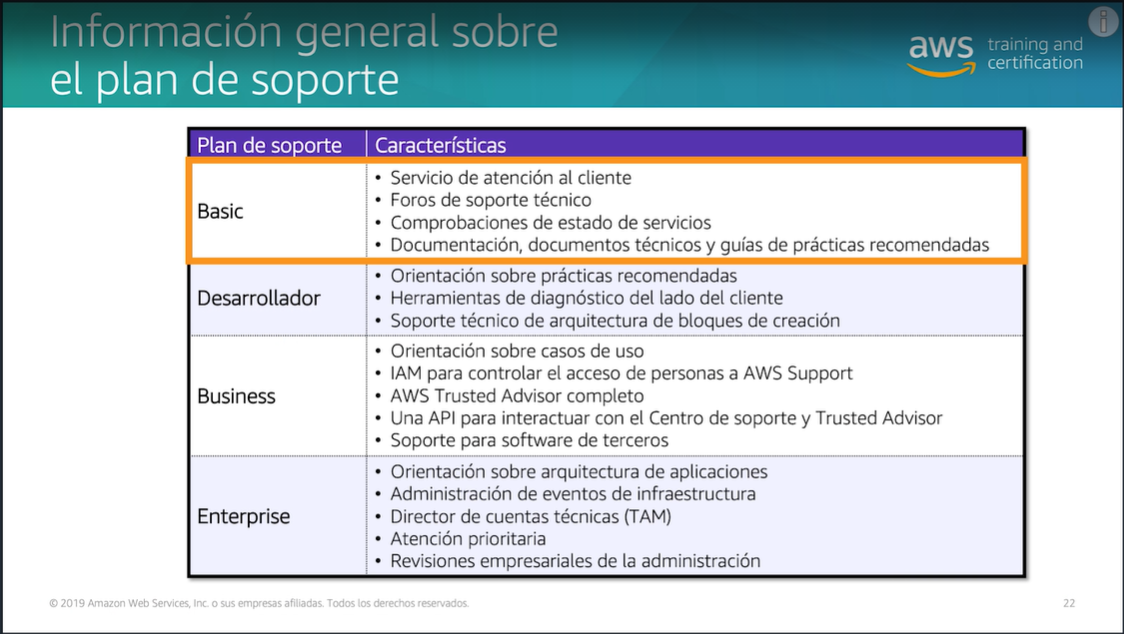 Información general sobre
el plan de soporte
aws training and
certification
Plan de soporte Características
Basic
• Servicio de atención al cliente
• Foros de soporte técnico
• Comprobaciones de estado de servicios
• Documentación, documentos técnicos y guías de prácticas recomendadas
Desarrollador
• Orientación sobre prácticas recomendadas
• Herramientas de diagnóstico del lado del cliente
• Soporte técnico de arquitectura de bloques de creación
Business
• Orientación sobre casos de uso
• IAM para controlar el acceso de personas a AWS Support
• AWS Trusted Advisor completo
• Una API para interactuar con el Centro de soporte y Trusted Advisor
• Soporte para software de terceros
Enterprise
• Orientación sobre arquitectura de aplicaciones
• Administración de eventos de infraestructura
• Director de cuentas técnicas (TAM)
• Atención prioritaria
• Revisiones empresariales de la administración
© 2019 Amazon Web Services, Inc. o sus empresas afiliadas. Todos los derechos reservados.
22